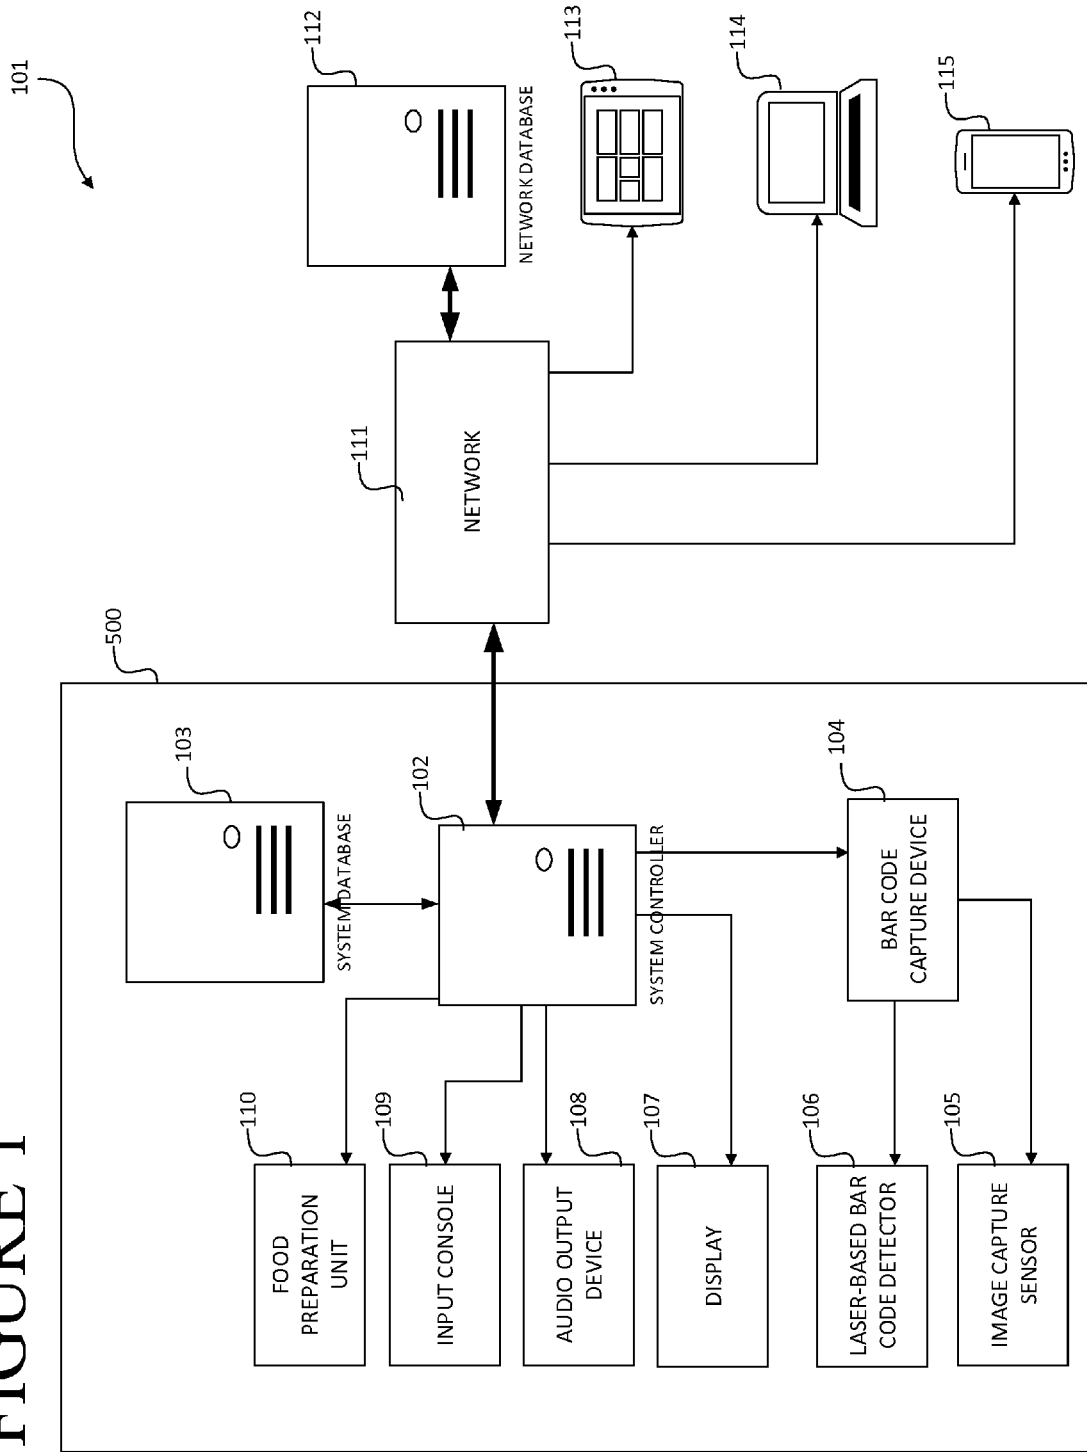 FIGURE 1
101
500
103
SYSTEM DATABASE
102
SYSTEM CONTROLLER
110
FOOD
PREPARATION
UNIT
109
INPUT CONSOLE
108
AUDIO OUTPUT
DEVICE
107
DISPLAY
104
BAR CODE
CAPTURE DEVICE
106
LASER-BASED BAR
CODE DETECTOR
105
IMAGE CAPTURE
SENSOR
111
NETWORK
112
NETWORK DATABASE
113
114
115